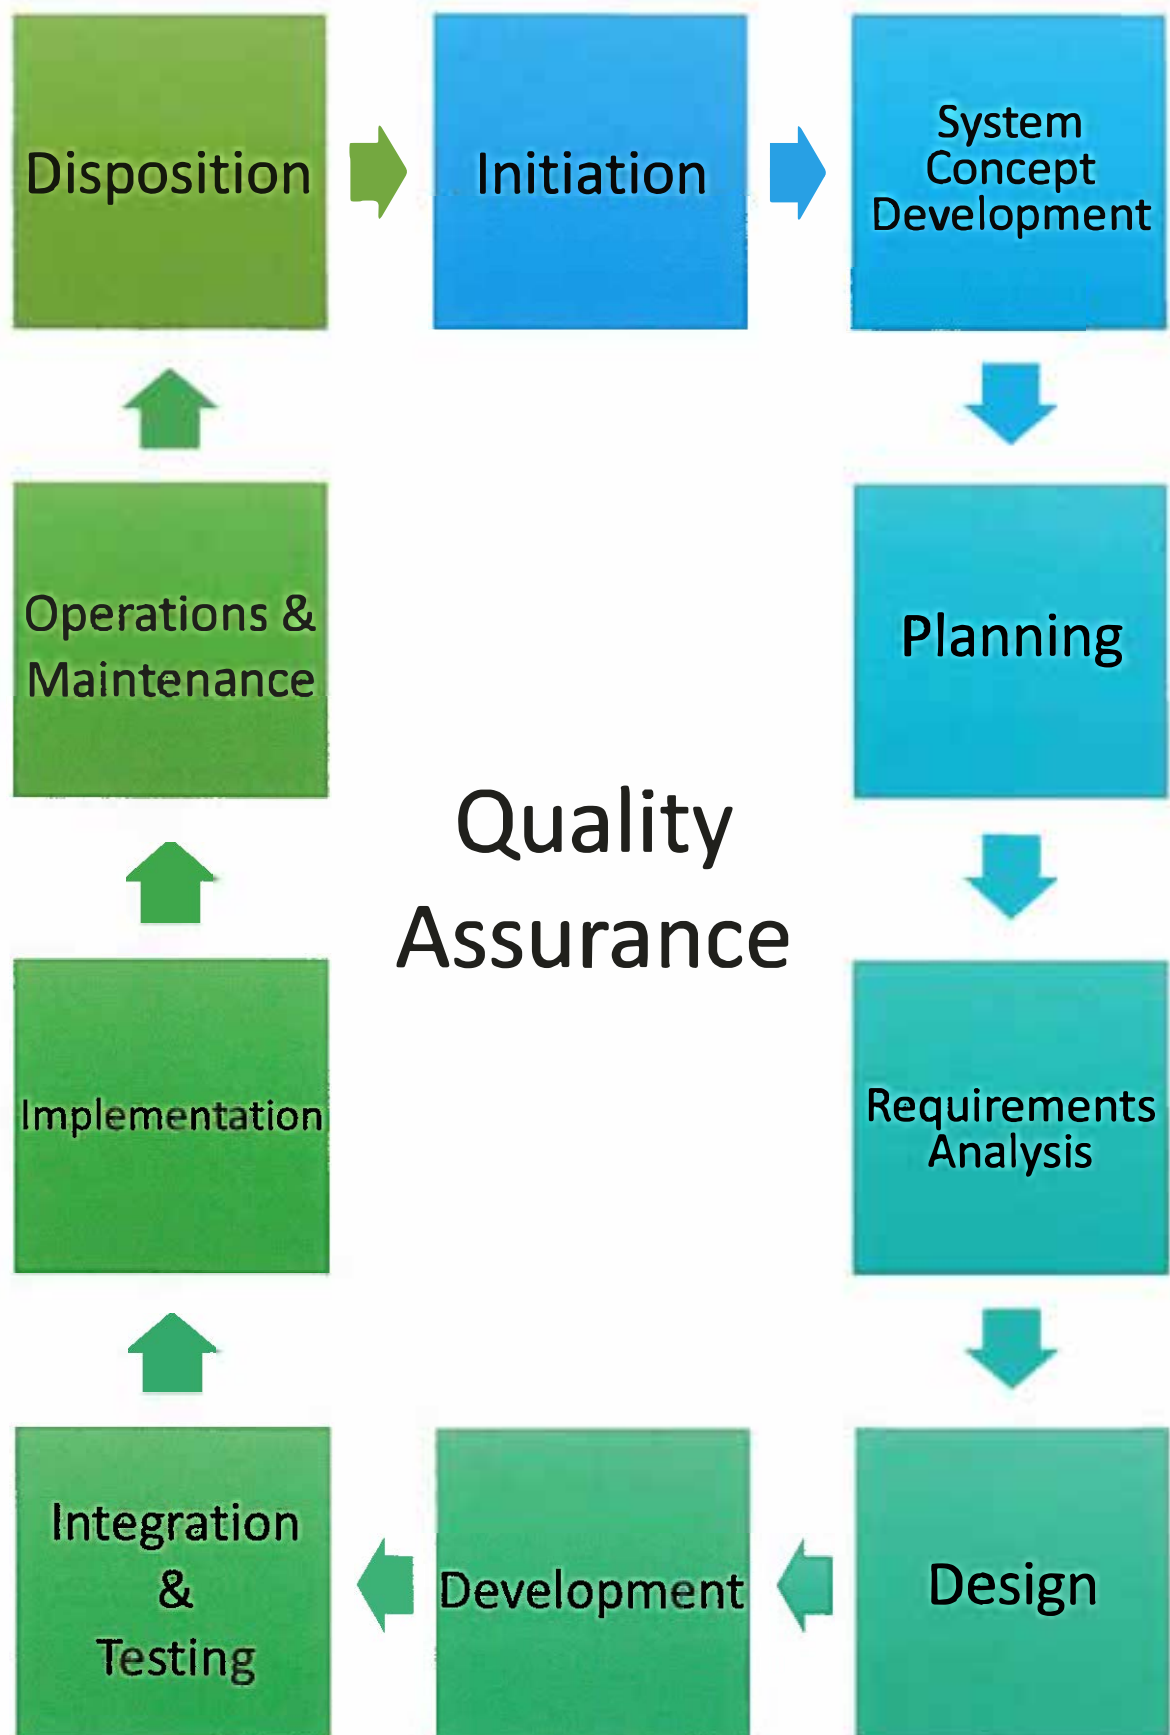 Disposition
Initiation
System
Concept
Development
Operations &
Maintenance
Planning
Quality
Assurance
Implementation
Requirements
Analysis
Integration
&
Testing
Development
Design